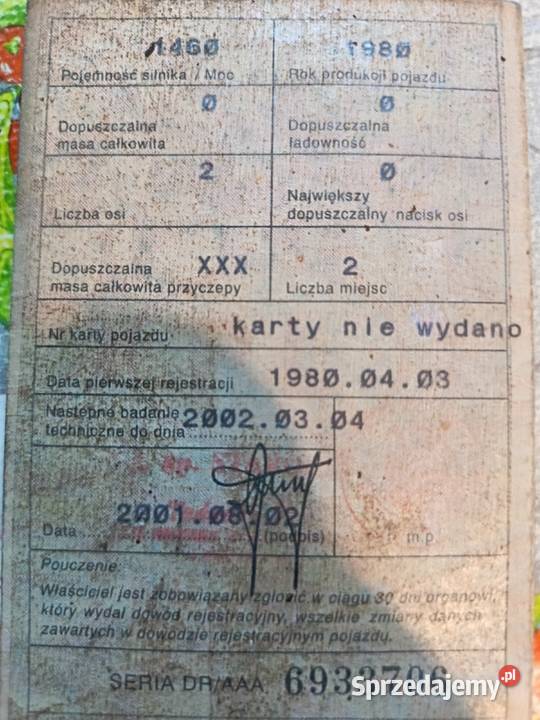 1460 1980
Pojemność silnika / Moc Rok produkcji pojazdu
0 0
Dopuszczalna masa całkowita Dopuszczalna ładowność
2 0
Liczba osi Największy dopuszczalny nacisk osi
XXX 2
Dopuszczalna masa całkowita przyczepy Liczba miejsc
Nr karty pojazdu karty nie wydano
Data pierwszej rejestracji 1980.04.03
Następne badanie
techniczne do dnia 2002.03.04
Data 2001.08.02 (podpis) m.p.
Pouczenie:
Właściciel jest zobowiązany zgłosić w ciągu 30 dni organowi,
który wydał dowód rejestracyjny, wszelkie zmiany danych
zawartych w dowodzie rejestracyjnym pojazdu.
SERIA DR/AAA
Sprzedajemy.pl